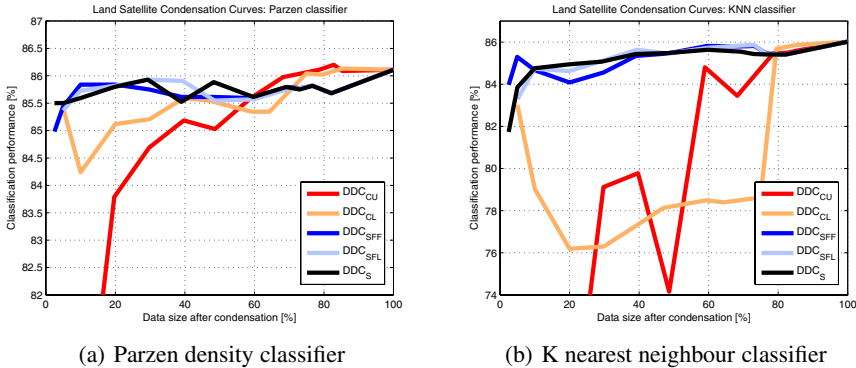 Land Satellite Condensation Curves: Parzen classifier
87
86.5
86
85.5
85
84.5
84
83.5
83
82.5
82
0
20
40
60
80
100
Classification performance [%]
Data size after condensation [%]
DDC_CU
DDC_CL
DDC_SFF
DDC_SFL
DDC_S
(a) Parzen density classifier
Land Satellite Condensation Curves: KNN classifier
86
84
82
80
78
76
74
0
20
40
60
80
100
Classification performance [%]
Data size after condensation [%]
DDC_CU
DDC_CL
DDC_SFF
DDC_SFL
DDC_S
(b) K nearest neighbour classifier